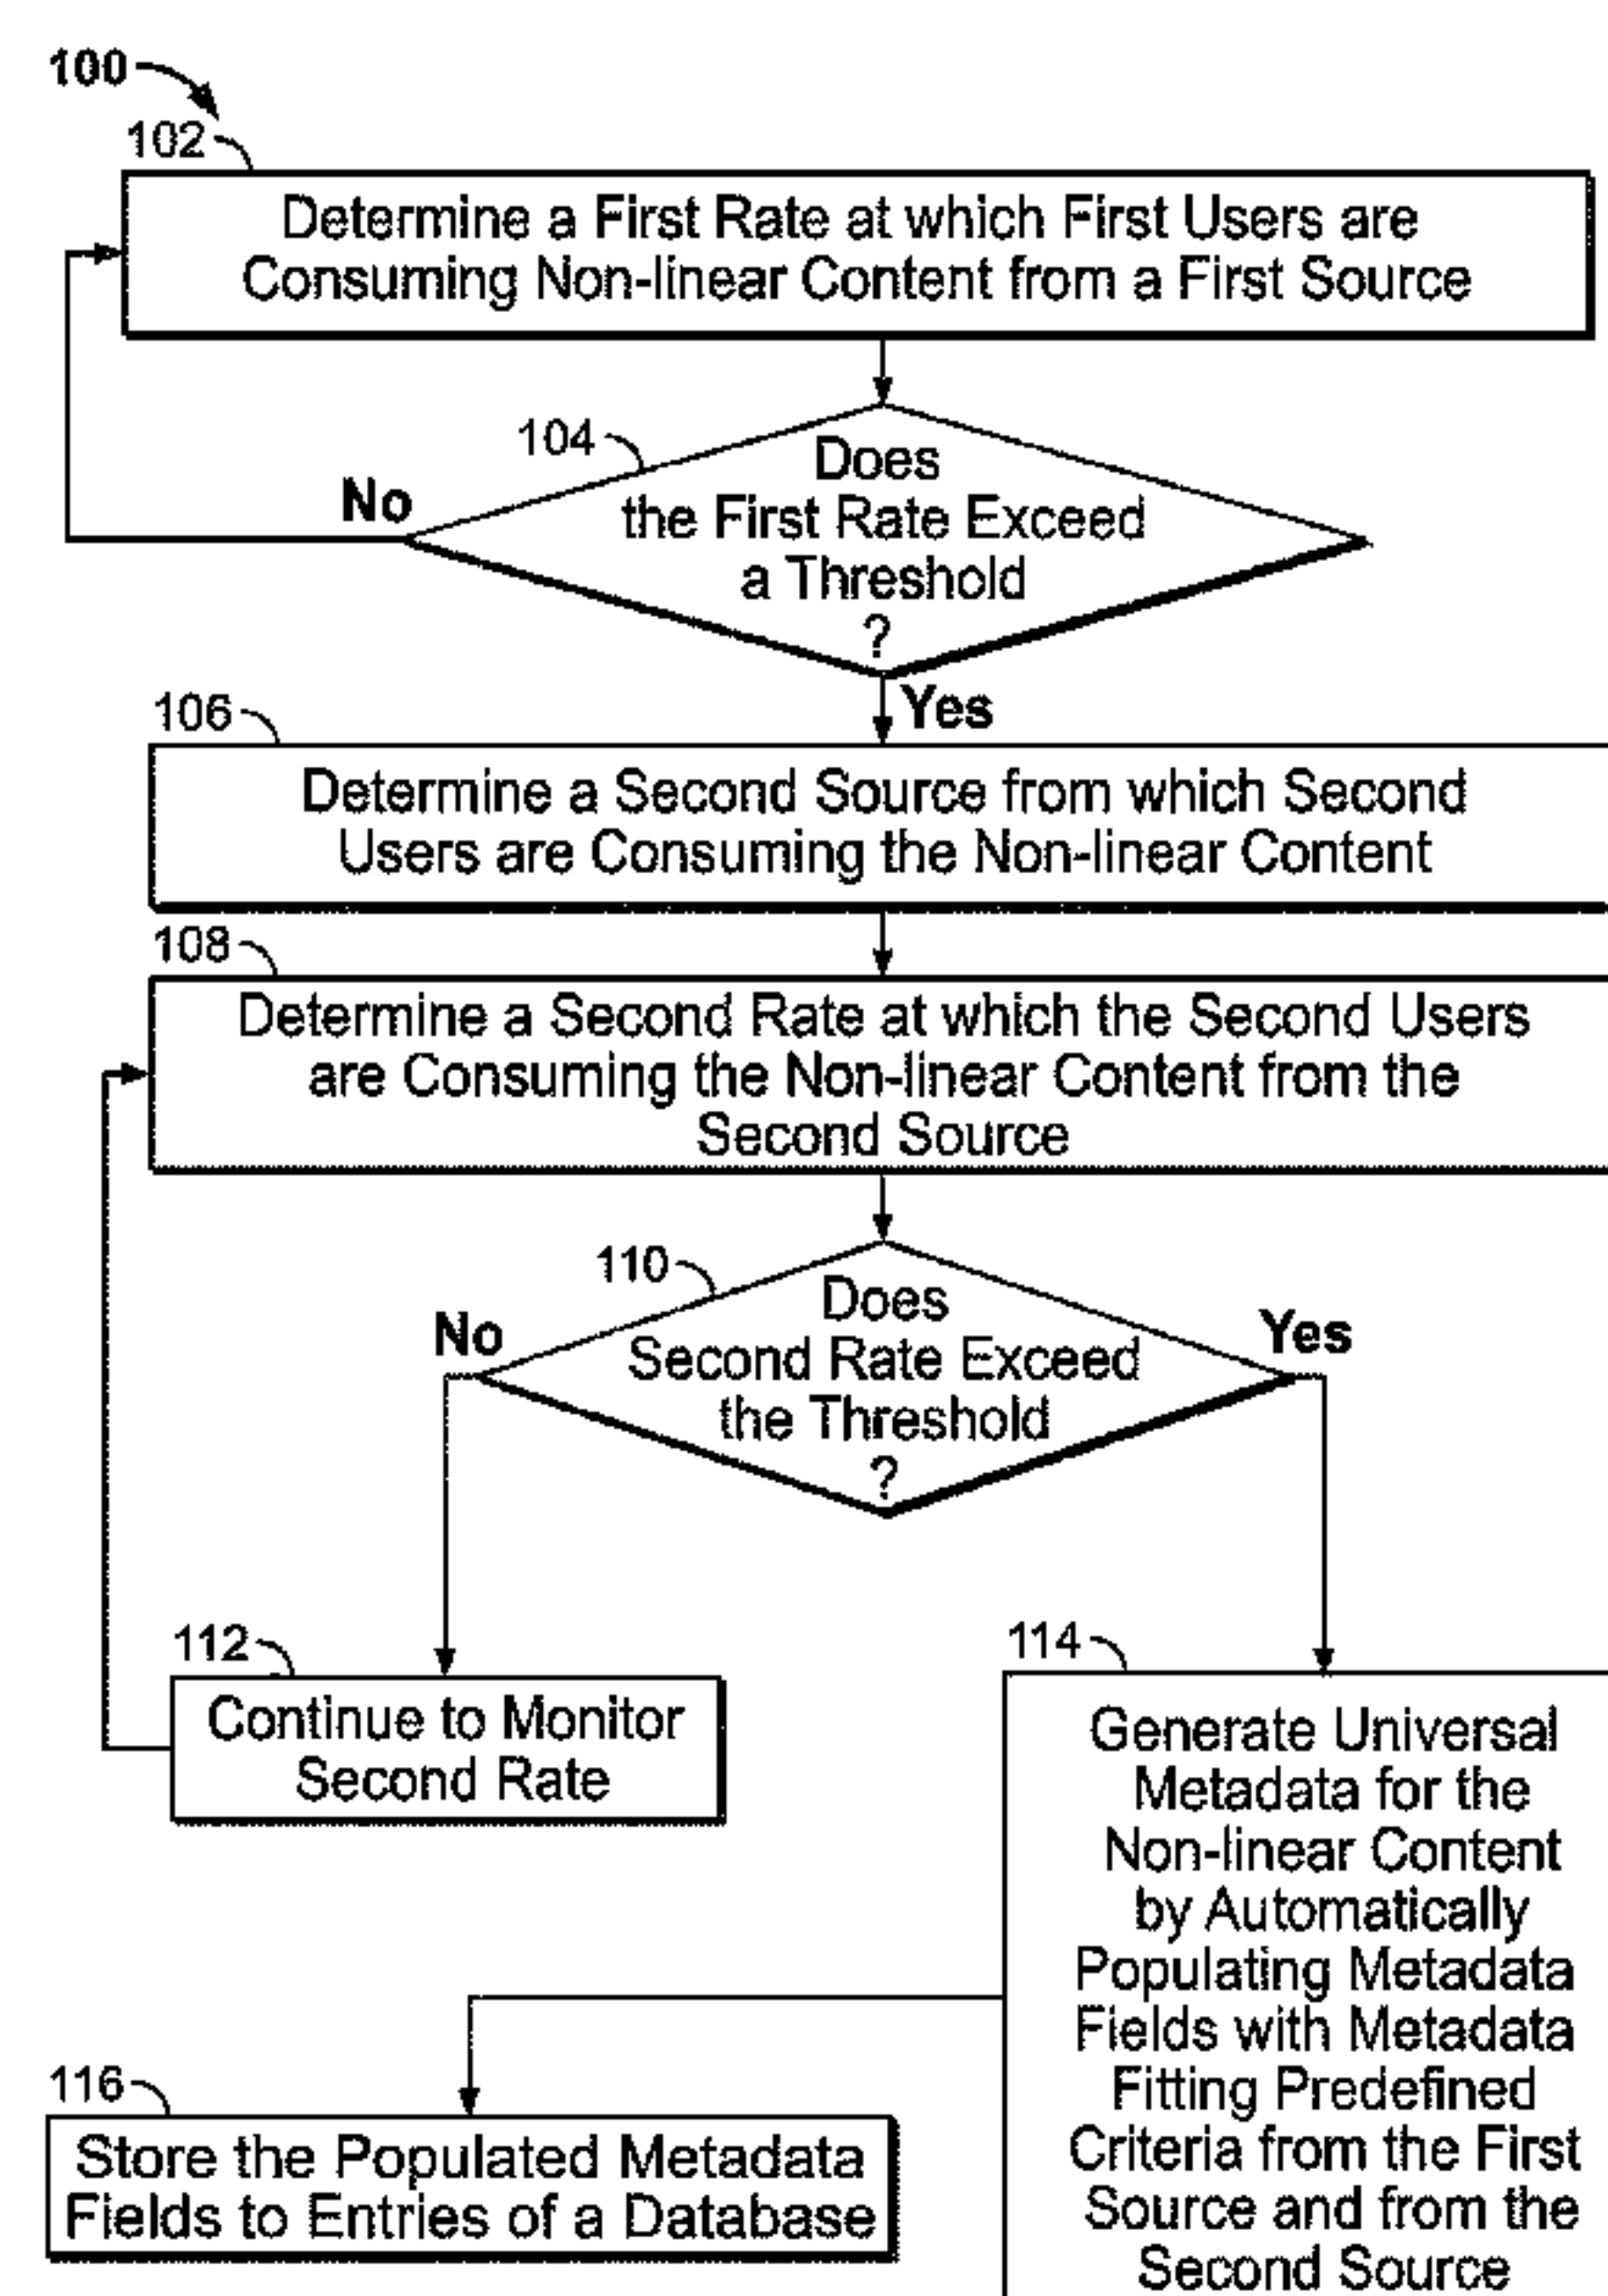 100
102
Determine a First Rate at which First Users are
Consuming Non-linear Content from a First Source
104
Does
the First Rate Exceed
a Threshold
?
No
Yes
106
Determine a Second Source from which Second
Users are Consuming the Non-linear Content
108
Determine a Second Rate at which the Second Users
are Consuming the Non-linear Content from the
Second Source
110
Does
Second Rate Exceed
the Threshold
?
No
Yes
112
Continue to Monitor
Second Rate
114
Generate Universal
Metadata for the
Non-linear Content
by Automatically
Populating Metadata
Fields with Metadata
Fitting Predefined
Criteria from the First
Source and from the
Second Source
116
Store the Populated Metadata
Fields to Entries of a Database